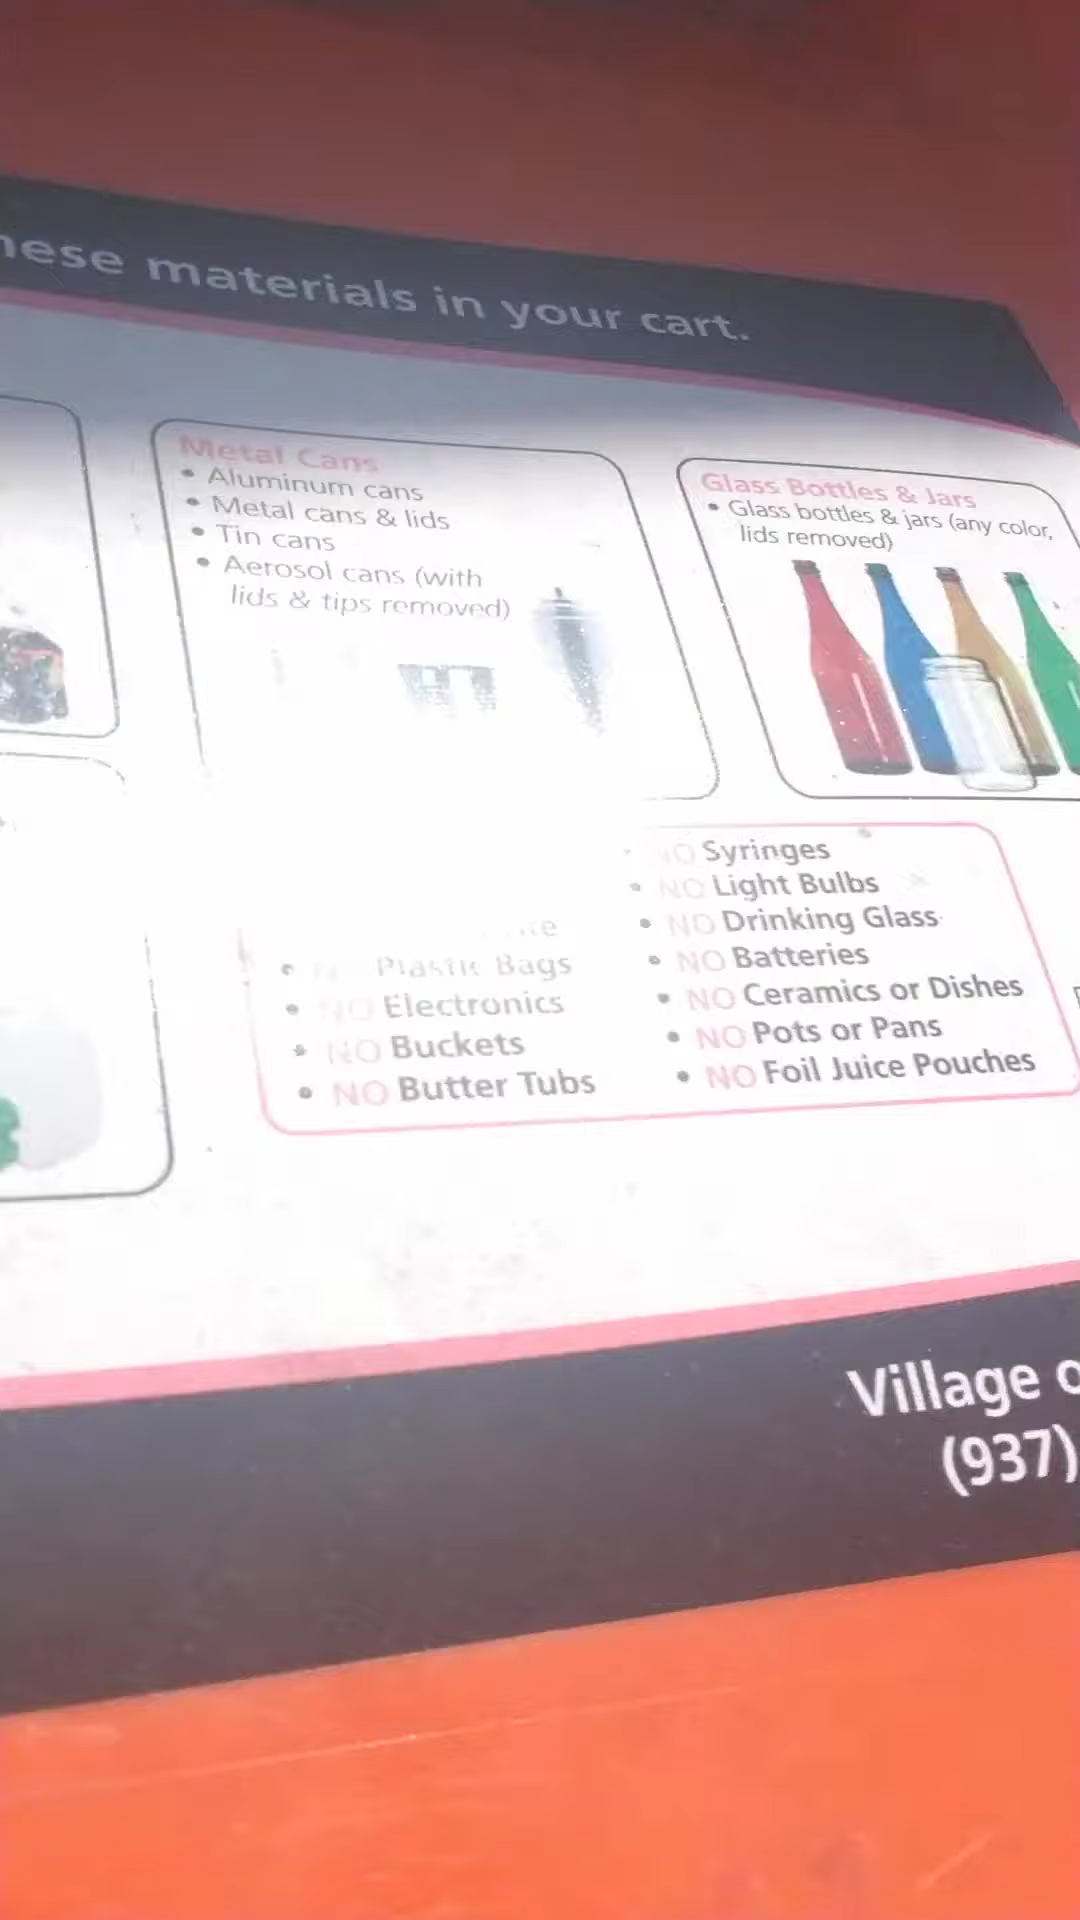 materials in your cart.
Metal Cans
• Aluminum cans
• Metal cans & lids
• Tin cans
• Aerosol cans (with
lids & tips removed)
Glass Bottles & Jars
• Glass bottles & jars (any color,
lids removed)
• Plastic Bags
• NO Electronics
• NO Buckets
• NO Butter Tubs
• NO Syringes
• NO Light Bulbs
• NO Drinking Glass
• NO Batteries
• NO Ceramics or Dishes
• NO Pots or Pans
• NO Foil Juice Pouches
Village
(937)